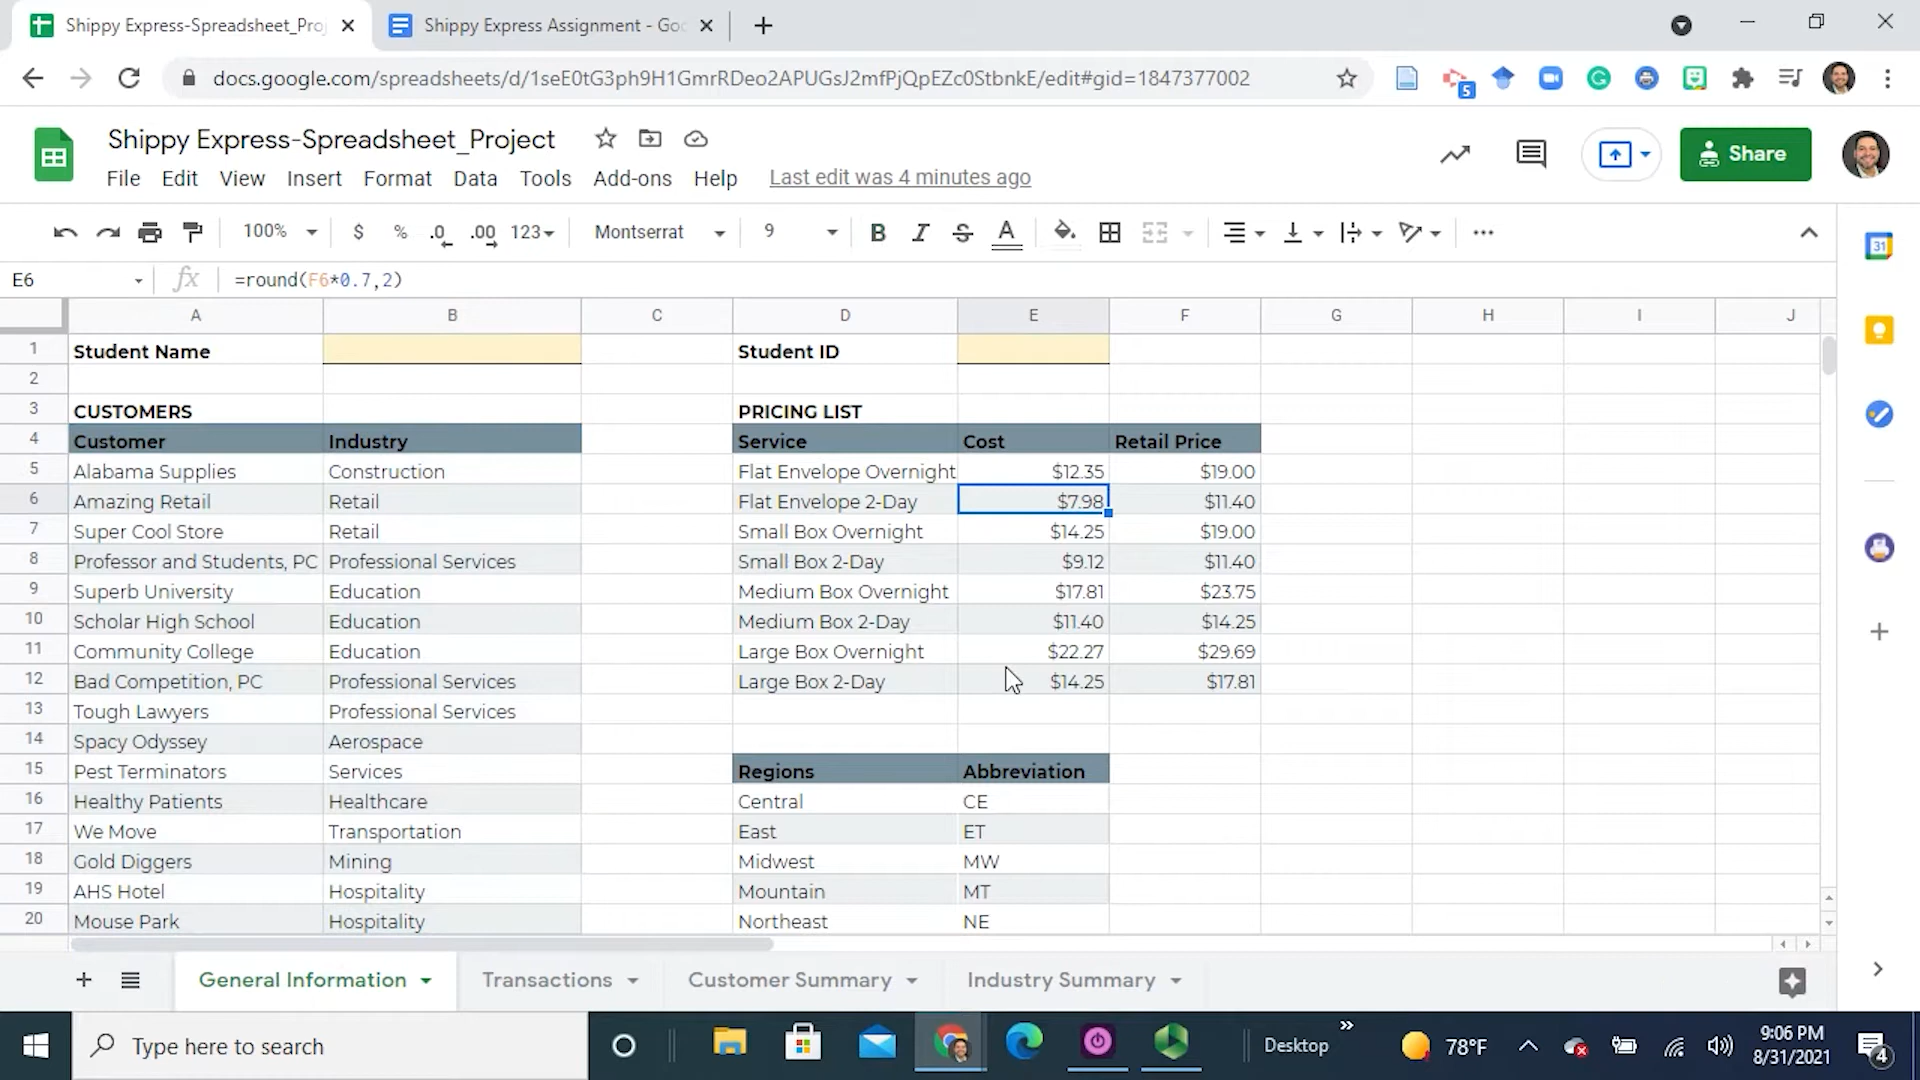 Shippy Express-Spreadsheet_Pro
Shippy Express Assignment - Goo
docs.google.com/spreadsheets/d/1seE0tG3ph9H1GmrRDeo2APUGsJ2mfPjQpEZc0StbnkE/edit#gid=1847377002
5
Shippy Express-Spreadsheet_Project
Share
File Edit View Insert Format Data Tools Add-ons Help Last edit was 4 minutes ago
100% $ % .0 .00 123 Montserrat 9 B I S A
31
E6 fx =round(F6*0.7,2)
A B C D E F G H I J
1 Student Name Student ID
2
3 CUSTOMERS PRICING LIST
4 Customer Industry Service Cost Retail Price
5 Alabama Supplies Construction Flat Envelope Overnight $12.35 $19.00
6 Amazing Retail Retail Flat Envelope 2-Day $7.98 $11.40
7 Super Cool Store Retail Small Box Overnight $14.25 $19.00
8 Professor and Students, PC Professional Services Small Box 2-Day $9.12 $11.40
9 Superb University Education Medium Box Overnight $17.81 $23.75
10 Scholar High School Education Medium Box 2-Day $11.40 $14.25
11 Community College Education Large Box Overnight $22.27 $29.69
12 Bad Competition, PC Professional Services Large Box 2-Day $14.25 $17.81
13 Tough Lawyers Professional Services
14 Spacy Odyssey Aerospace
15 Pest Terminators Services Regions Abbreviation
16 Healthy Patients Healthcare Central CE
17 We Move Transportation East ET
18 Gold Diggers Mining Midwest MW
19 AHS Hotel Hospitality Mountain MT
20 Mouse Park Hospitality Northeast NE
General Information Transactions Customer Summary Industry Summary
Type here to search
Desktop
78°F
9:06 PM
8/31/2021
4